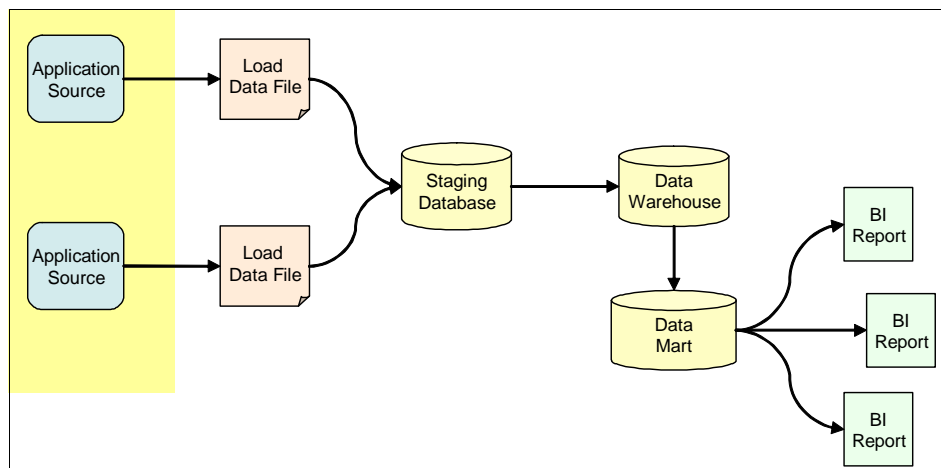 Application
Source
Load
Data File
Application
Source
Load
Data File
Staging
Database
Data
Warehouse
Data
Mart
BI
Report
BI
Report
BI
Report